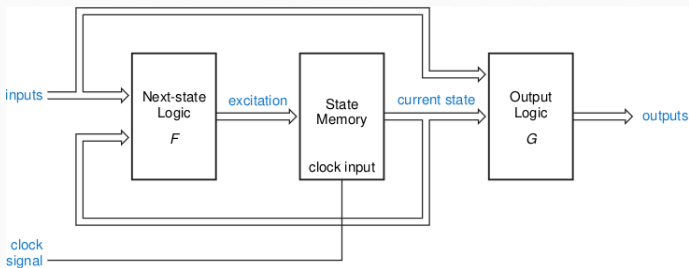 inputs
Next-state
Logic
F
excitation
State
Memory
clock input
current state
Output
Logic
G
outputs
clock
signal